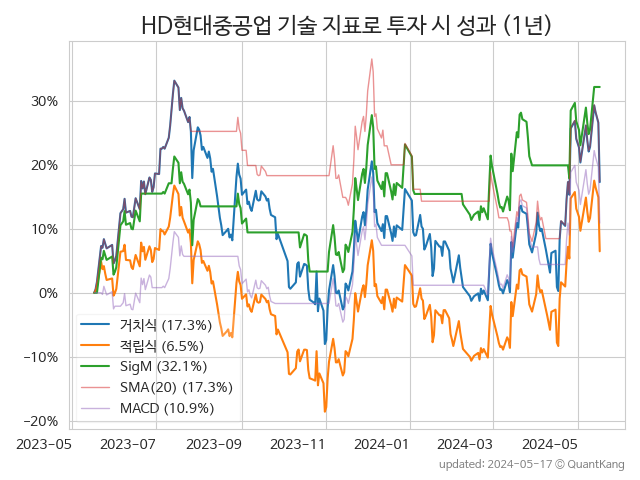 HD현대중공업 기술 지표로 투자 시 성과 (1년)
30%
20%
10%
0%
−10%
−20%
거치식 (17.3%)
적립식 (6.5%)
SigM (32.1%)
SMA(20) (17.3%)
MACD (10.9%)
2023-05 2023-07 2023-09 2023-11 2024-01 2024-03 2024-05
updated: 2024-05-17 © QuantKang